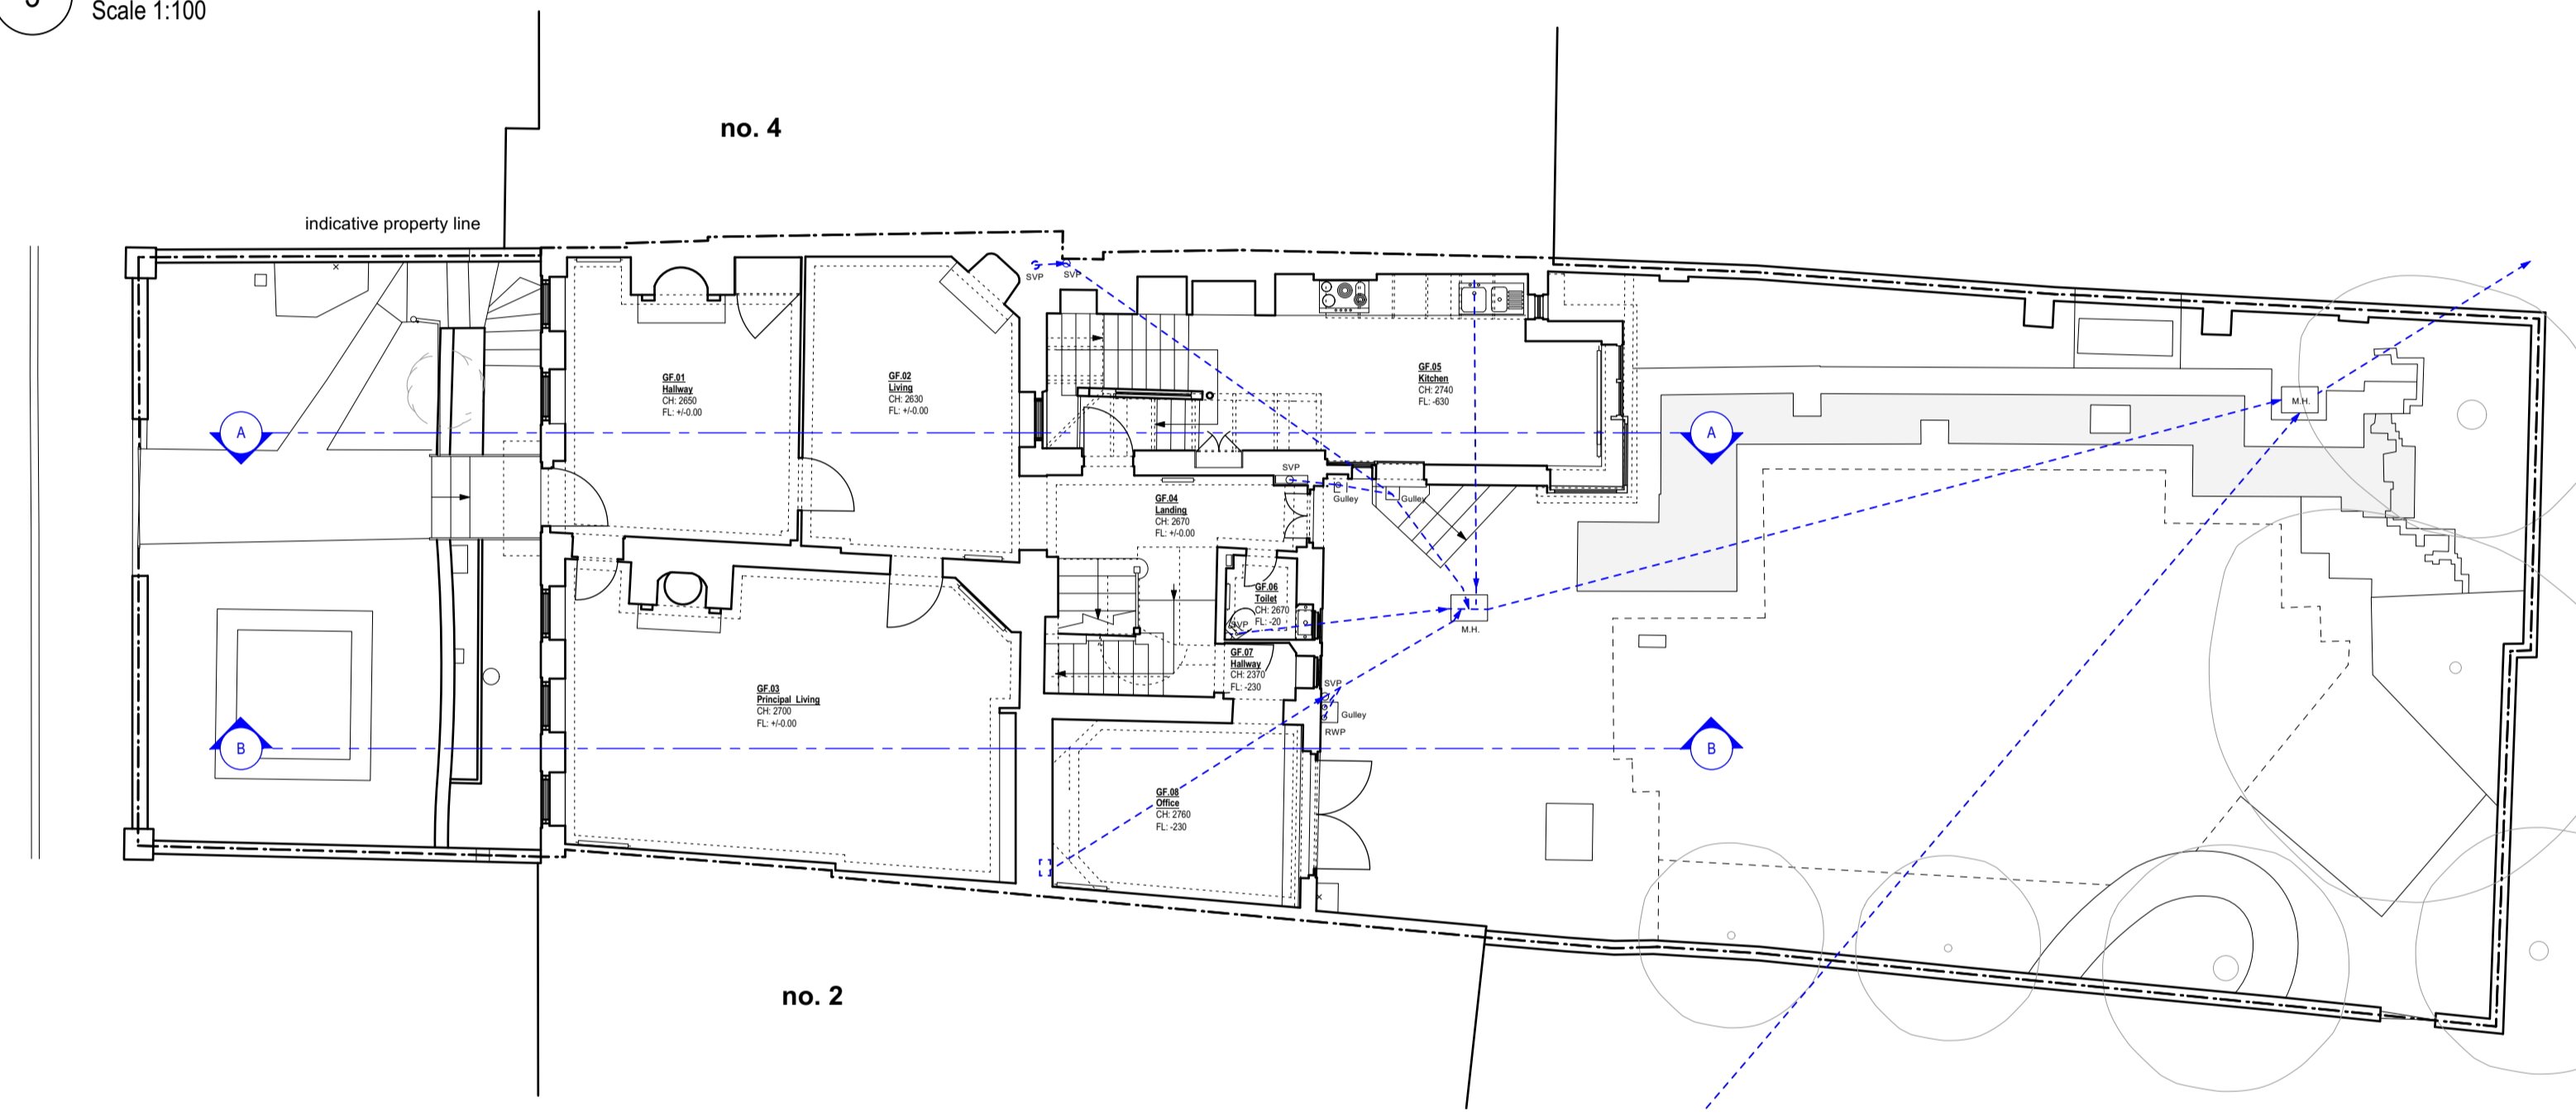 Scale 1:100
no. 4
indicative property line
SVP
SVP
GF.01
Hallway
CH: 2650
FL: +/-0.00
GF.02
Living
CH: 2630
FL: +/-0.00
GF.05
Kitchen
CH: 2740
FL: -630
M.H.
A
A
SVP
Gulley
Gulley
GF.04
Landing
CH: 2670
FL: +/-0.00
GF.06
Toilet
CH: 2670
FL: -20
SVP
M.H.
GF.07
Hallway
CH: 2370
FL: -230
SVP
Gulley
RWP
GF.03
Principal Living
CH: 2700
FL: +/-0.00
B
B
GF.08
Office
CH: 2760
FL: -230
no. 2